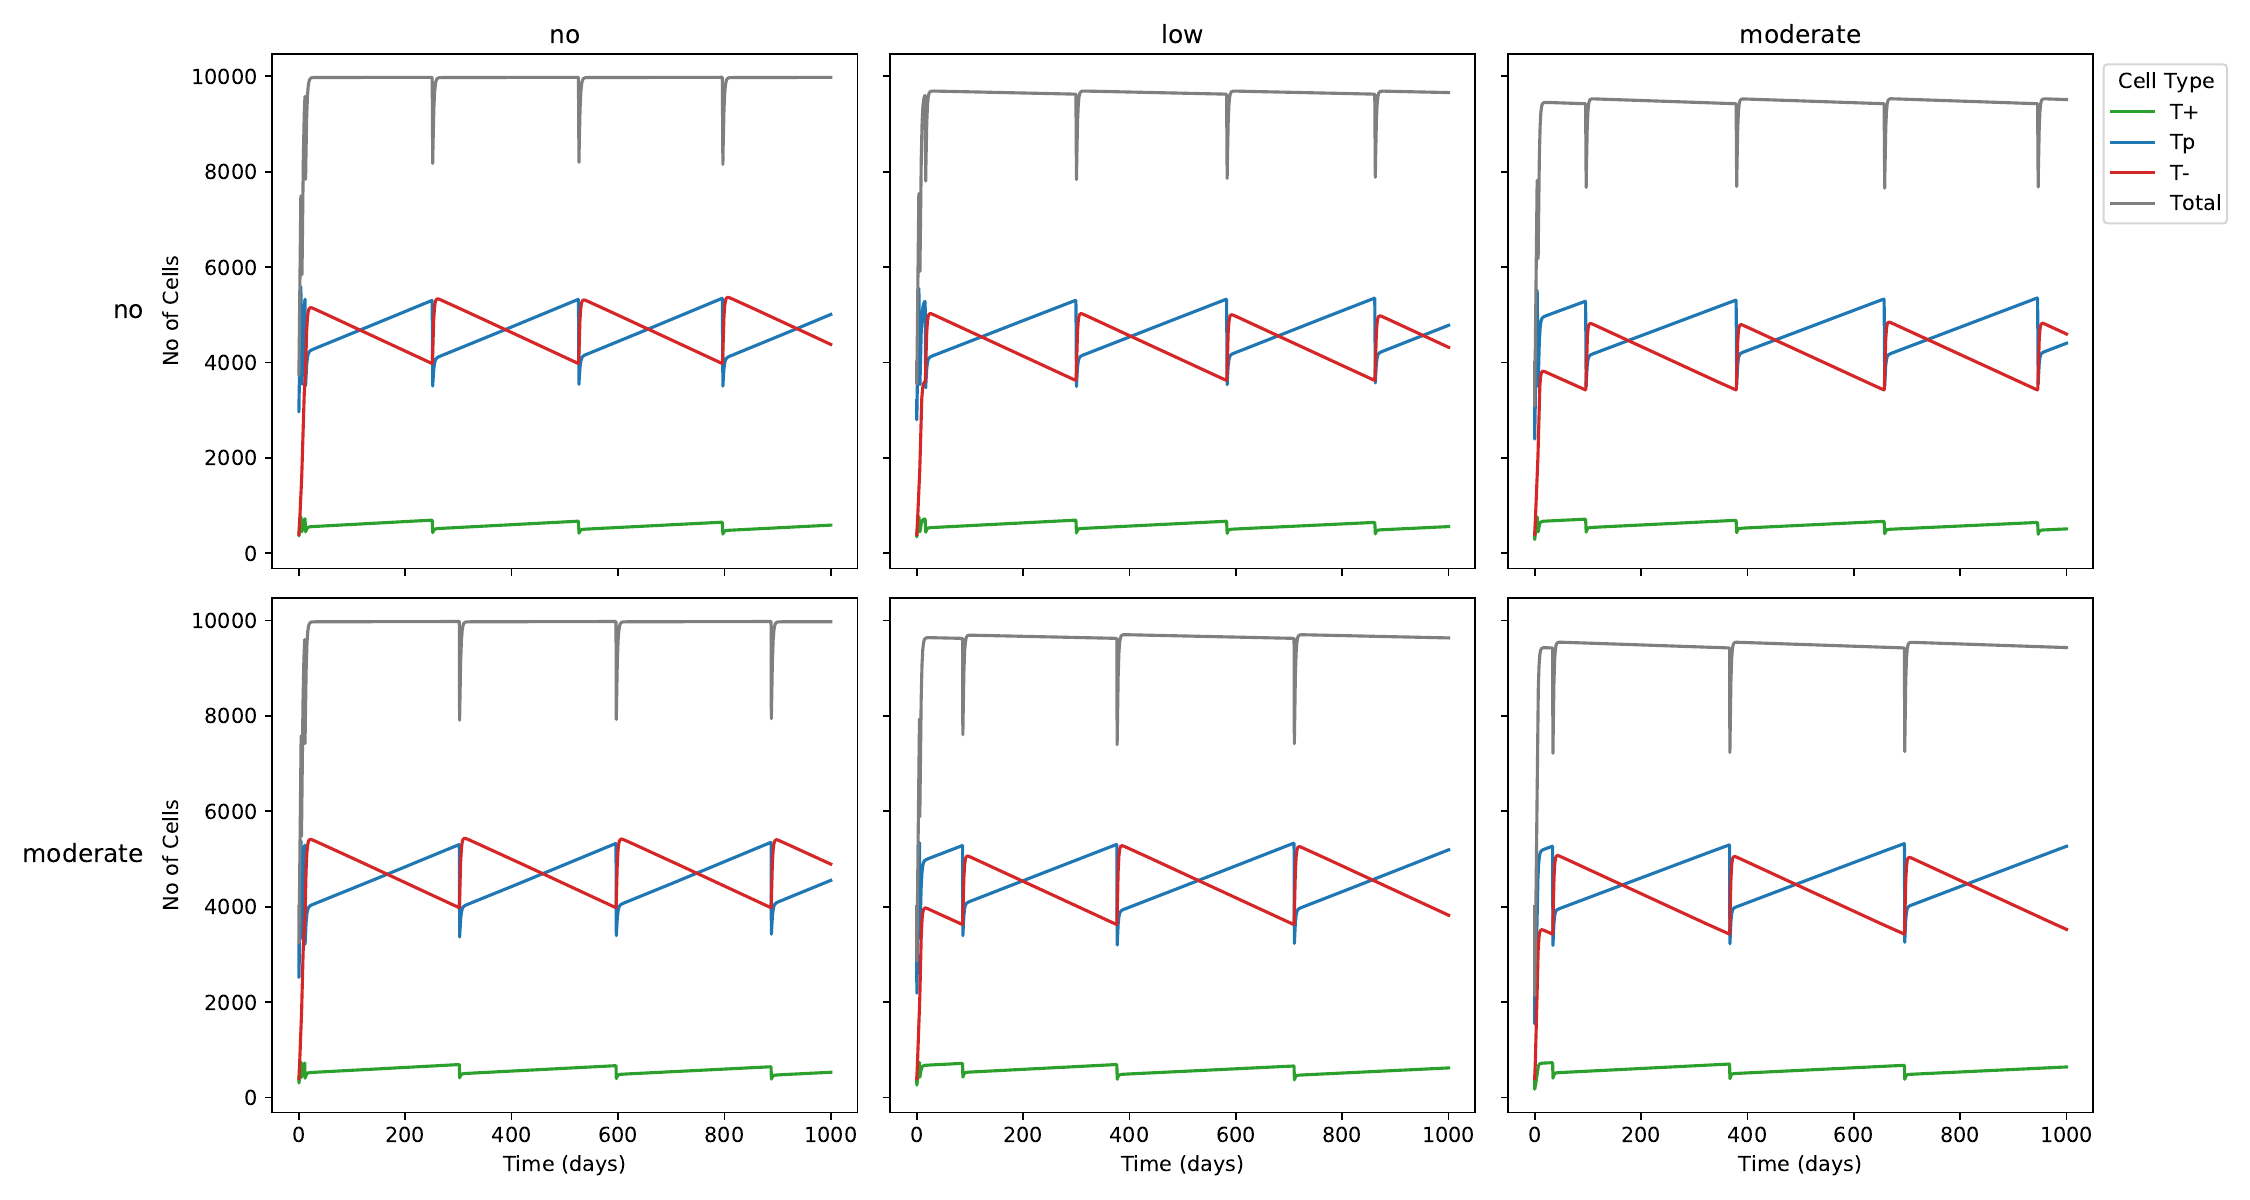 no low moderate
Cell Type
T+
Tp
T-
Total
10000
8000
6000
4000
2000
0
No of Cells
no
10000
8000
6000
4000
2000
0
No of Cells
moderate
0 200 400 600 800 1000
0 200 400 600 800 1000
0 200 400 600 800 1000
Time (days) Time (days) Time (days)